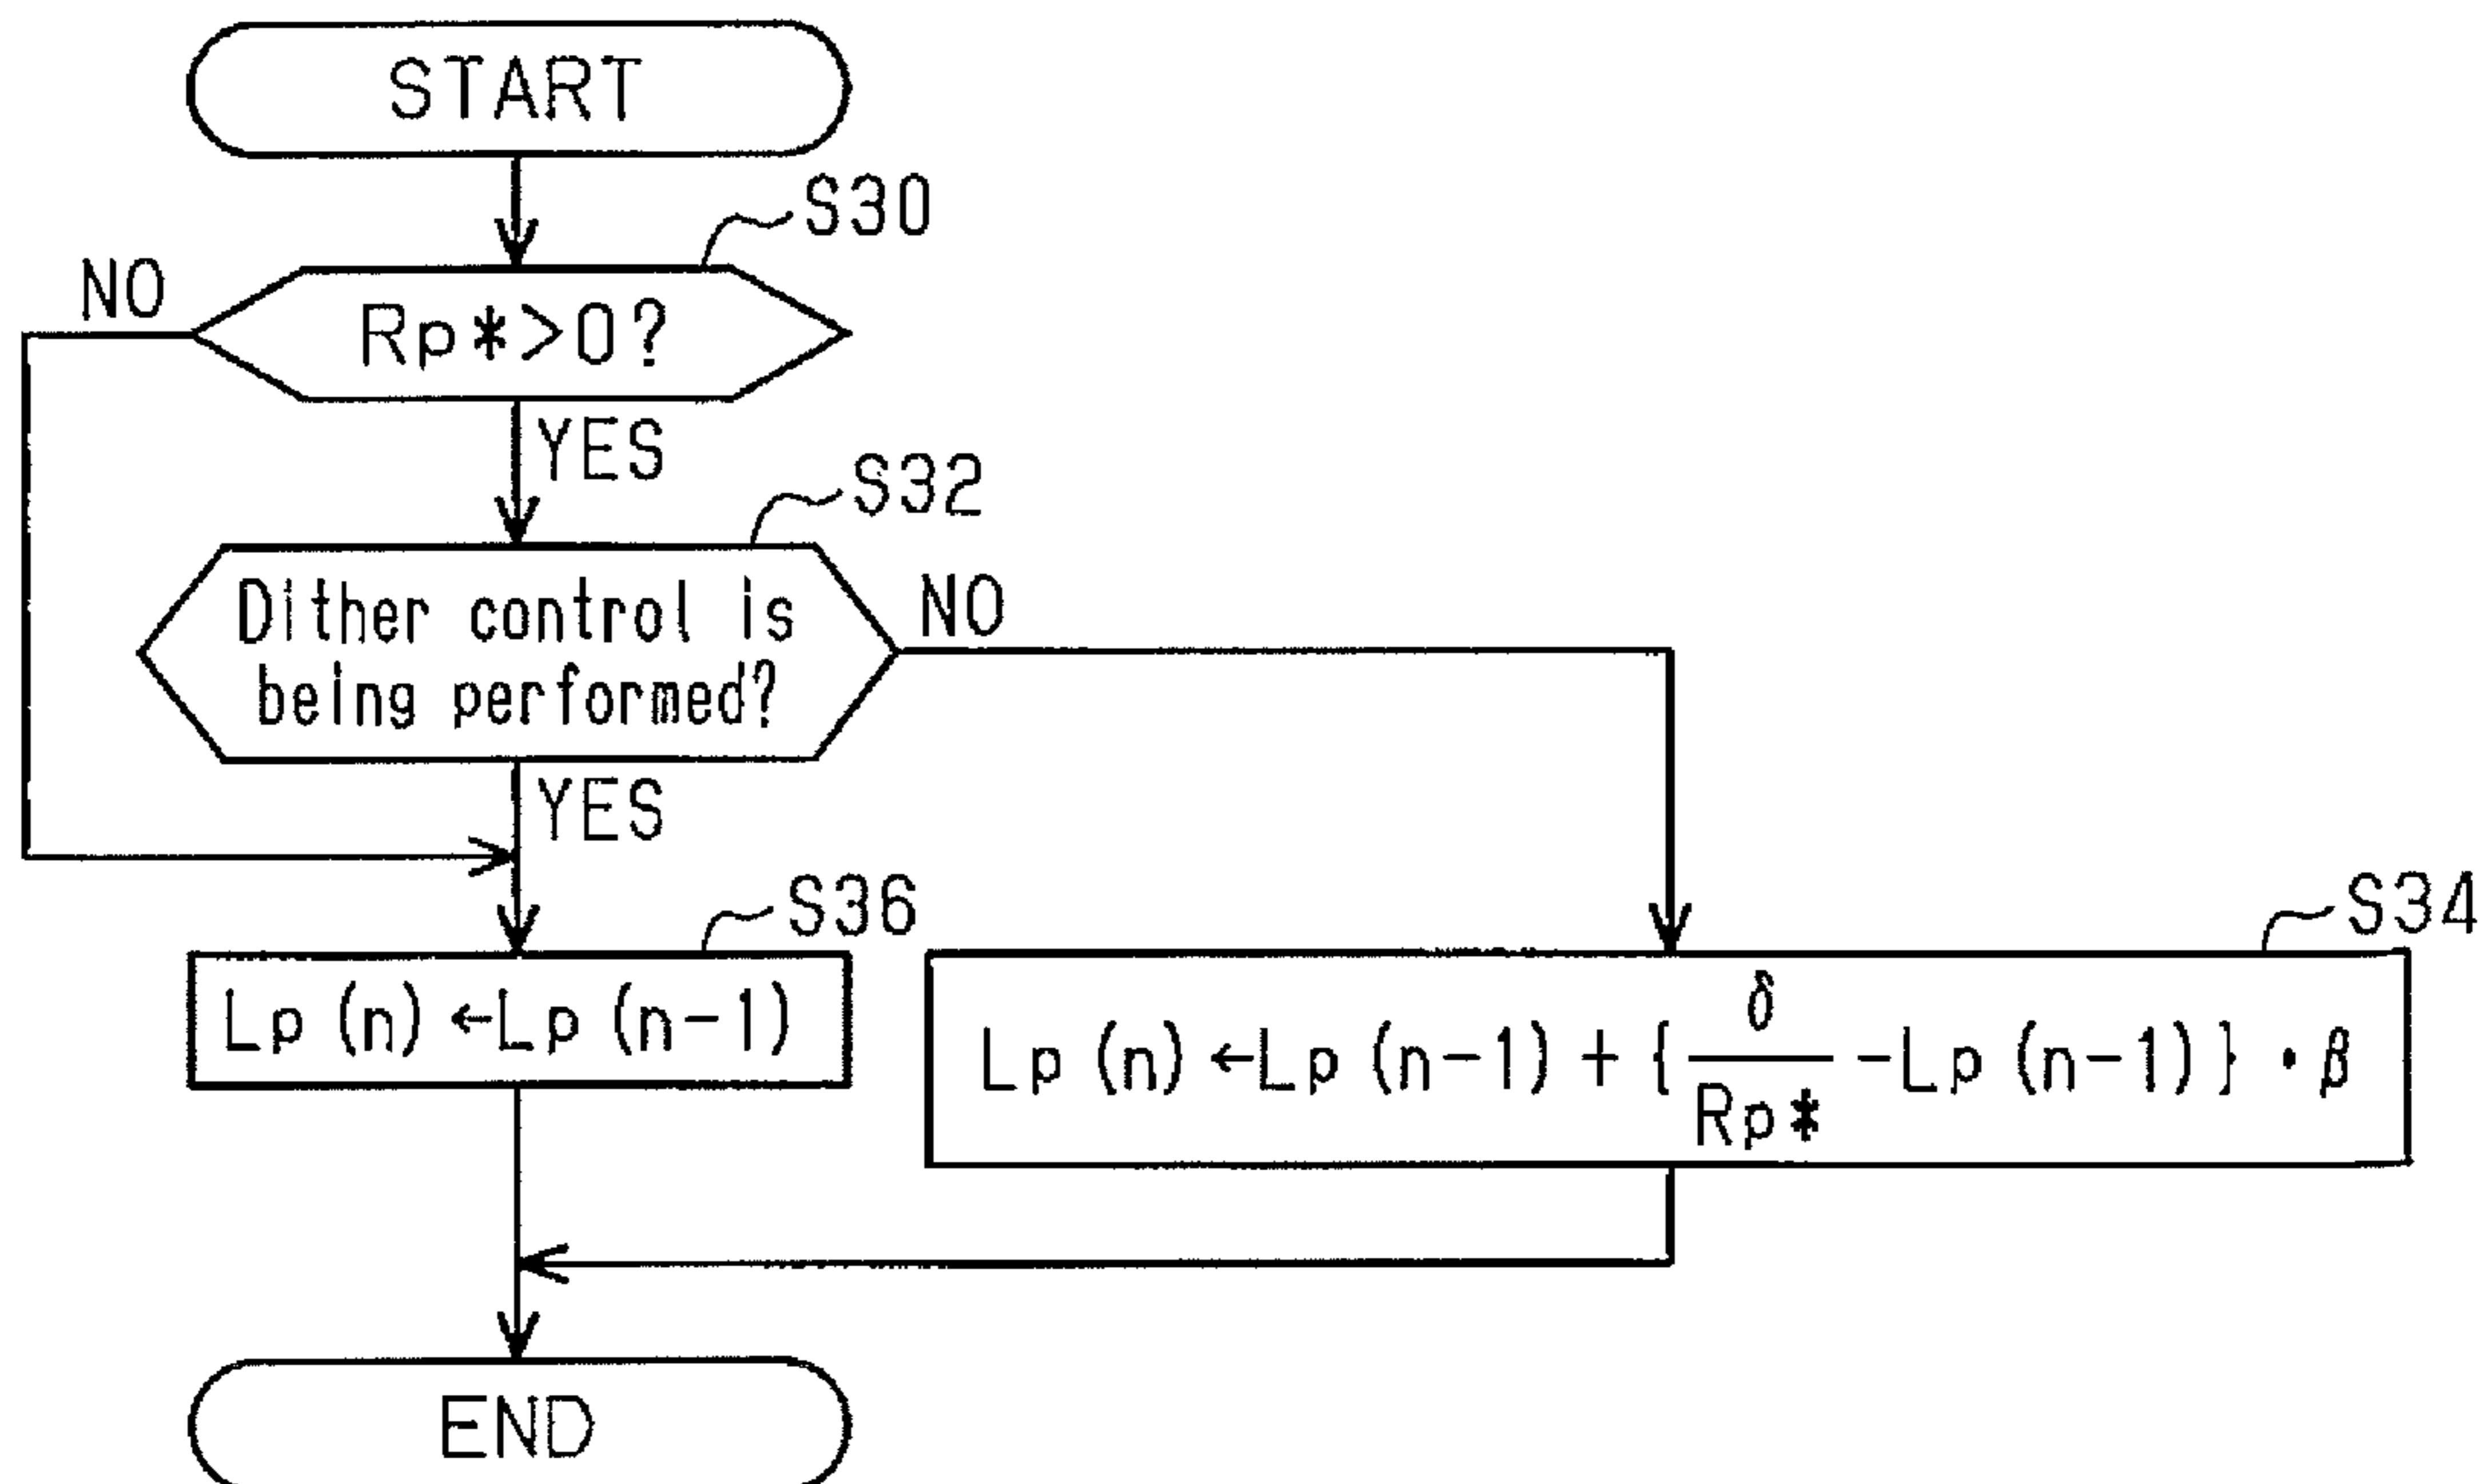 START
S30
NO
Rp*>0?
YES
S32
Dither control is
being performed?
NO
YES
S36
S34
Lp(n)←Lp(n-1)
Lp(n)←Lp(n-1)+{δ/Rp*-Lp(n-1)}・β
END